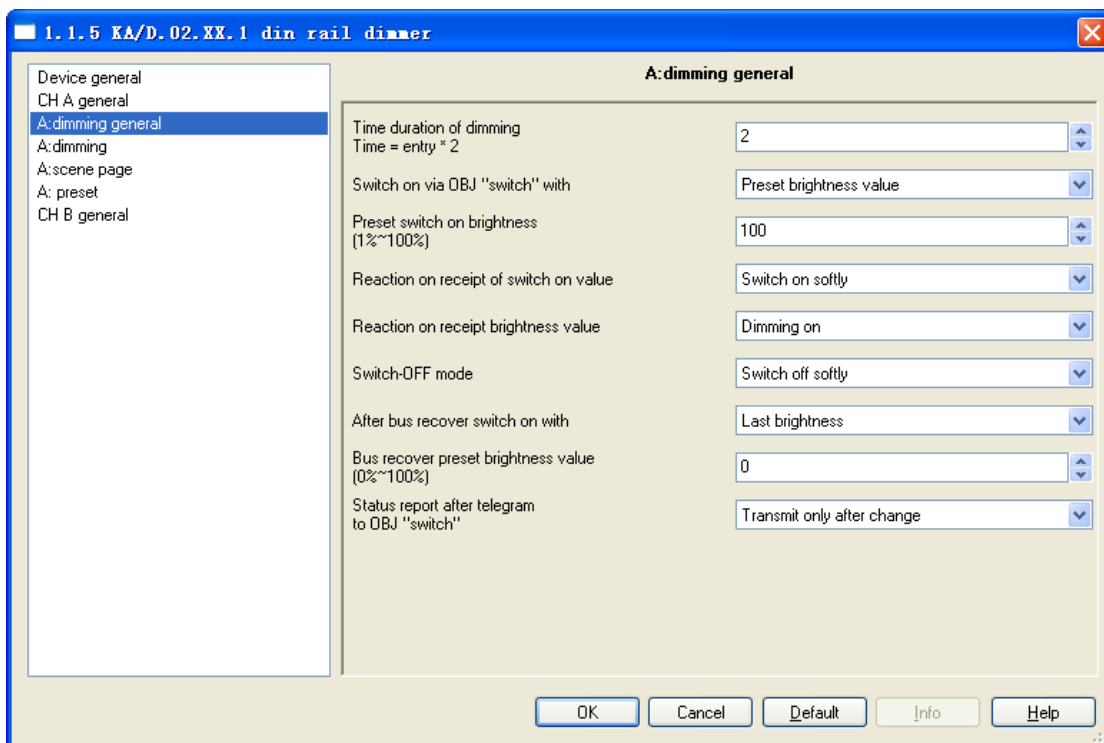 1.1.5 KA/D.02.XX.1 din rail dimmer
Device general
CH A general
A:dimming general
A:dimming
A:scene page
A: preset
CH B general
A:dimming general
Time duration of dimming
Time = entry * 2
2
Switch on via OBJ "switch" with
Preset brightness value
Preset switch on brightness
(1%~100%)
100
Reaction on receipt of switch on value
Switch on softly
Reaction on receipt brightness value
Dimming on
Switch-OFF mode
Switch off softly
After bus recover switch on with
Last brightness
Bus recover preset brightness value
(0%~100%)
0
Status report after telegram
to OBJ "switch"
Transmit only after change
OK
Cancel
Default
Info
Help